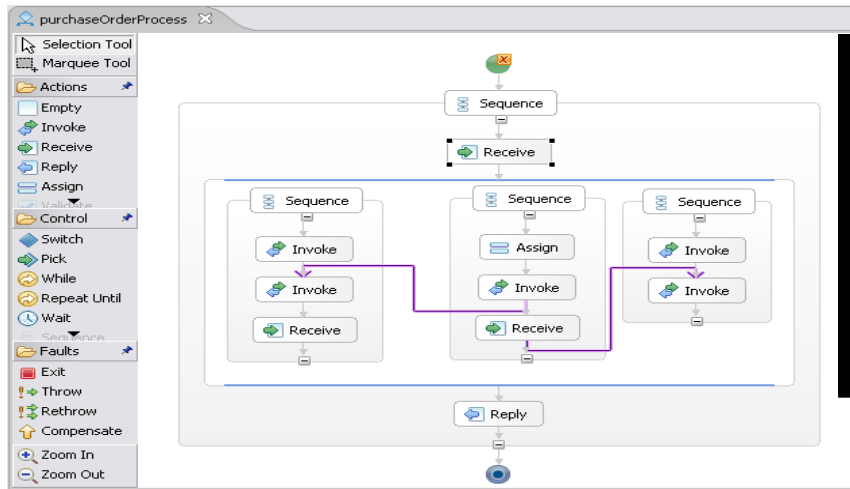 purchaseOrderProcess
Selection Tool
Marquee Tool
Actions
Empty
Invoke
Receive
Reply
Assign
Validate
Control
Switch
Pick
While
Repeat Until
Wait
Sequence
Faults
Exit
Throw
Rethrow
Compensate
Zoom In
Zoom Out
Sequence
Receive
Sequence
Invoke
Invoke
Receive
Sequence
Assign
Invoke
Receive
Sequence
Invoke
Invoke
Reply